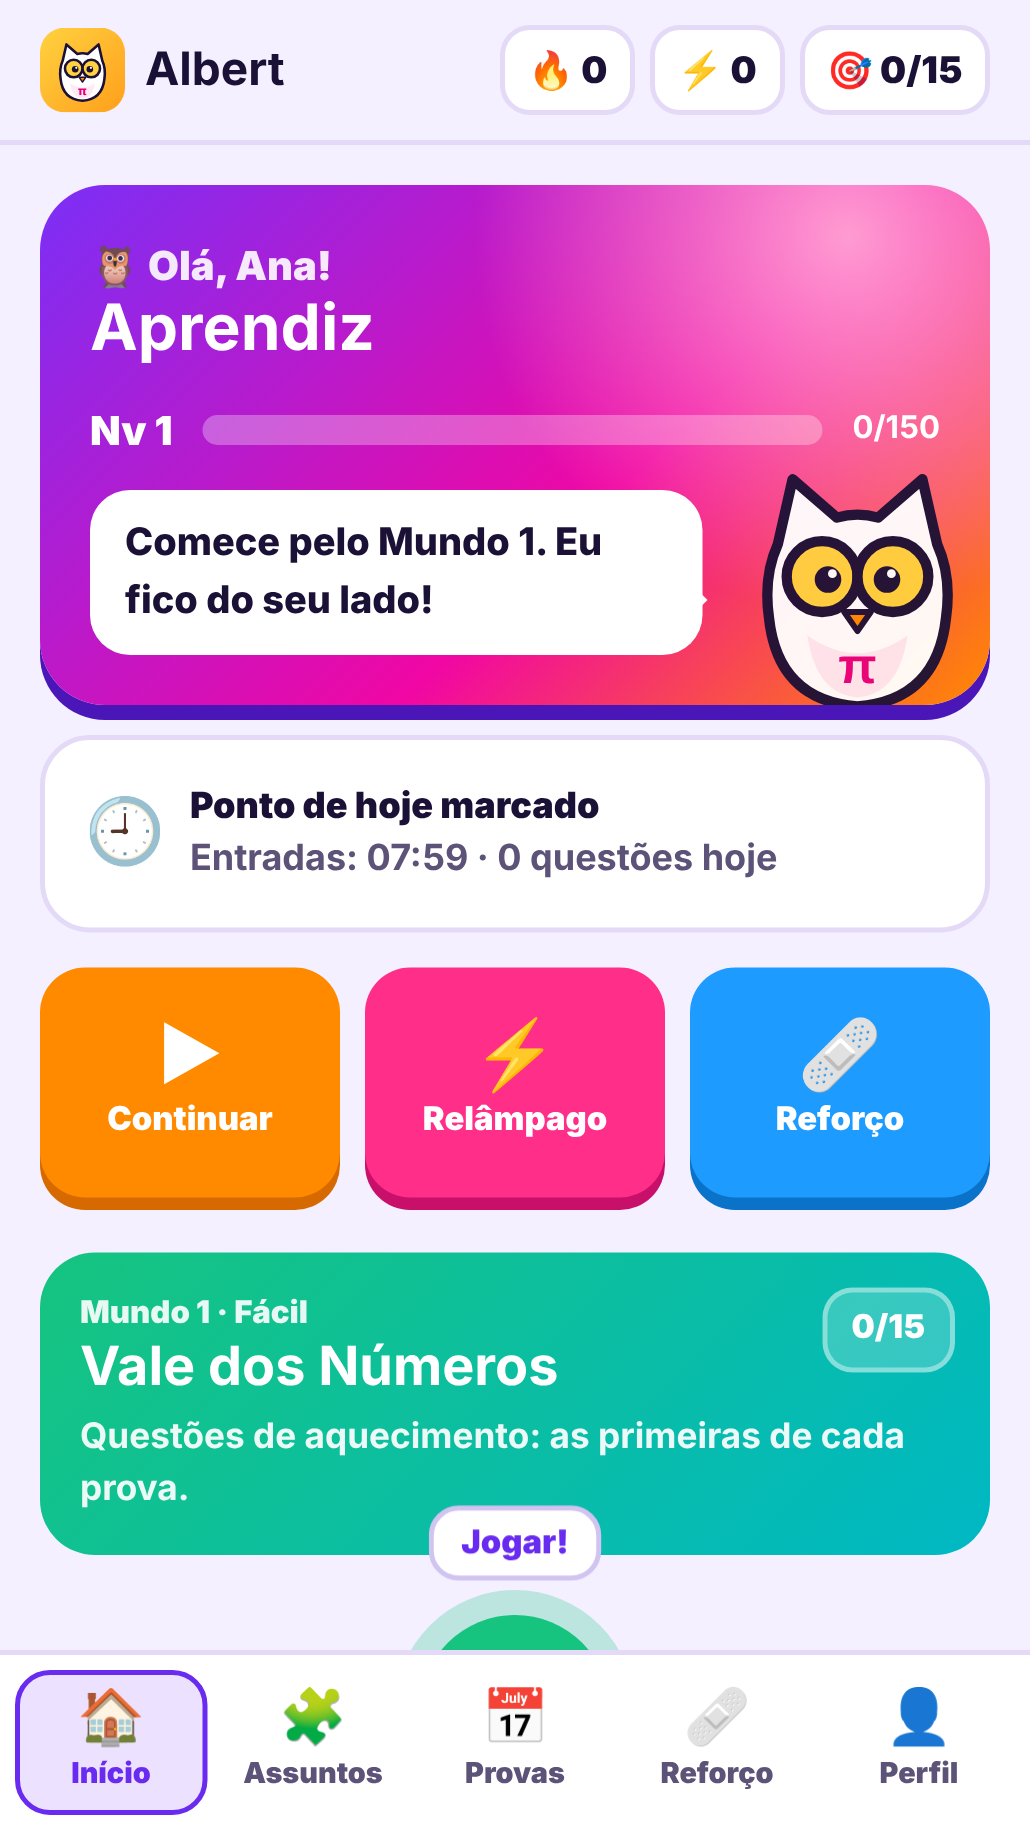 Albert
0
0
0/15
Olá, Ana!
Aprendiz
Nv 1
0/150
Comece pelo Mundo 1. Eu
fico do seu lado!
π
Ponto de hoje marcado
Entradas: 07:59 · 0 questões hoje
Continuar
Relâmpago
Reforço
Mundo 1 · Fácil
0/15
Vale dos Números
Questões de aquecimento: as primeiras de cada
prova.
Jogar!
July
17
Início
Assuntos
Provas
Reforço
Perfil